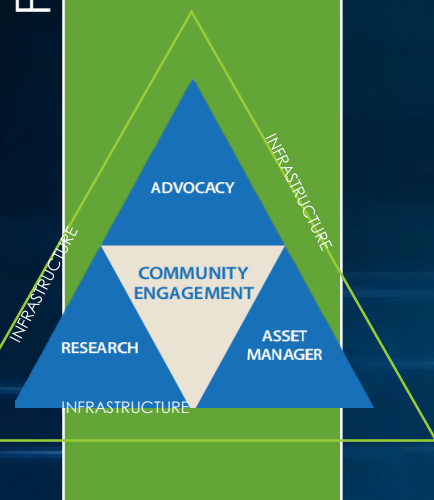 ADVOCACY
INFRASTRUCTURE
INFRASTRUCTURE
COMMUNITY
ENGAGEMENT
RESEARCH
ASSET
MANAGER
INFRASTRUCTURE